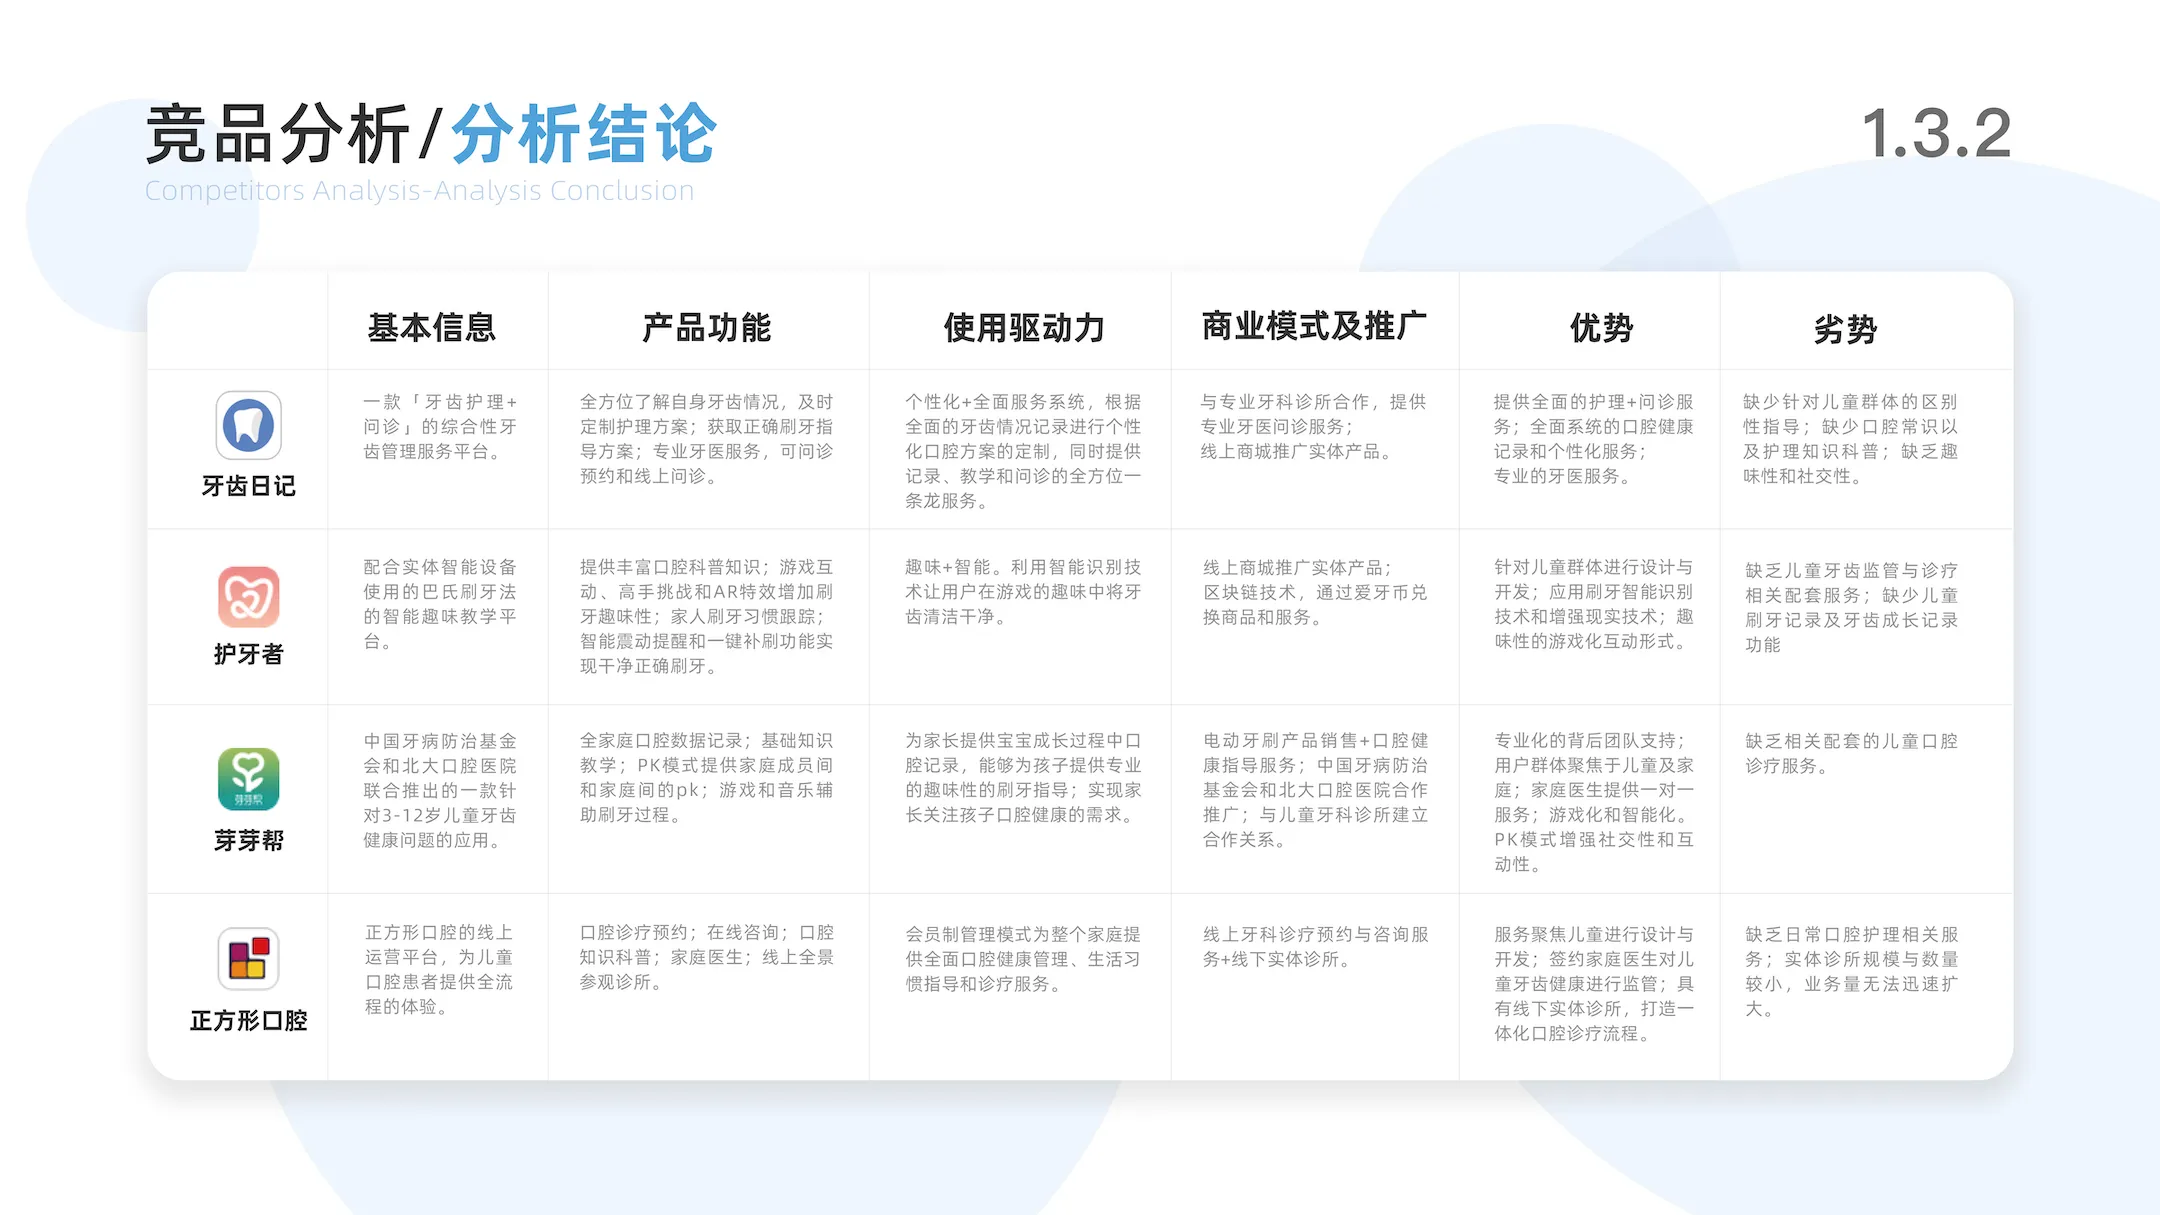 竞品分析/分析结论
Competitors Analysis-Analysis Conclusion
1.3.2
基本信息
产品功能
使用驱动力
商业模式及推广
优势
劣势
牙齿日记
一款「牙齿护理+
问诊」的综合性牙
齿管理服务平台。
全方位了解自身牙齿情况，及时
定制护理方案；获取正确刷牙指
导方案；专业牙医服务，可问诊
预约和线上问诊。
个性化+全面服务系统，根据
全面的牙齿情况记录进行个性
化口腔方案的定制，同时提供
记录、教学和问诊的全方位一
条龙服务。
与专业牙科诊所合作，提供
专业牙医问诊服务；
线上商城推广实体产品。
提供全面的护理+问诊服
务；全面系统的口腔健康
记录和个性化服务；
专业的牙医服务。
缺少针对儿童群体的区别
性指导；缺少口腔常识以
及护理知识科普；缺乏趣
味性和社交性。
护牙者
配合实体智能设备
使用的巴氏刷牙法
的智能趣味教学平
台。
提供丰富口腔科普知识；游戏互
动、高手挑战和AR特效增加刷
牙趣味性；家人刷牙习惯跟踪；
智能震动提醒和一键补刷功能实
现干净正确刷牙。
趣味+智能。利用智能识别技
术让用户在游戏的趣味中将牙
齿清洁干净。
线上商城推广实体产品；
区块链技术，通过爱牙币兑
换商品和服务。
针对儿童群体进行设计与
开发；应用刷牙智能识别
技术和增强现实技术；趣
味性的游戏化互动形式。
缺乏儿童牙齿监管与诊疗
相关配套服务；缺少儿童
刷牙记录及牙齿成长记录
功能
芽芽帮
芽芽帮
中国牙病防治基金
会和北大口腔医院
联合推出的一款针
对3-12岁儿童牙齿
健康问题的应用。
全家庭口腔数据记录；基础知识
教学；PK模式提供家庭成员间
和家庭间的pk；游戏和音乐辅
助刷牙过程。
为家长提供宝宝成长过程中口
腔记录，能够为孩子提供专业
的趣味性的刷牙指导；实现家
长关注孩子口腔健康的需求。
电动牙刷产品销售+口腔健
康指导服务；中国牙病防治
基金会和北大口腔医院合作
推广；与儿童牙科诊所建立
合作关系。
专业化的背后团队支持；
用户群体聚焦于儿童及家
庭；家庭医生提供一对一
服务；游戏化和智能化。
PK模式增强社交性和互
动性。
缺乏相关配套的儿童口腔
诊疗服务。
正方形口腔
正方形口腔的线上
运营平台，为儿童
口腔患者提供全流
程的体验。
口腔诊疗预约；在线咨询；口腔
知识科普；家庭医生；线上全景
参观诊所。
会员制管理模式为整个家庭提
供全面口腔健康管理、生活习
惯指导和诊疗服务。
线上牙科诊疗预约与咨询服
务+线下实体诊所。
服务聚焦儿童进行设计与
开发；签约家庭医生对儿
童牙齿健康进行监管；具
有线下实体诊所，打造一
体化口腔诊疗流程。
缺乏日常口腔护理相关服
务；实体诊所规模与数量
较小，业务量无法迅速扩
大。